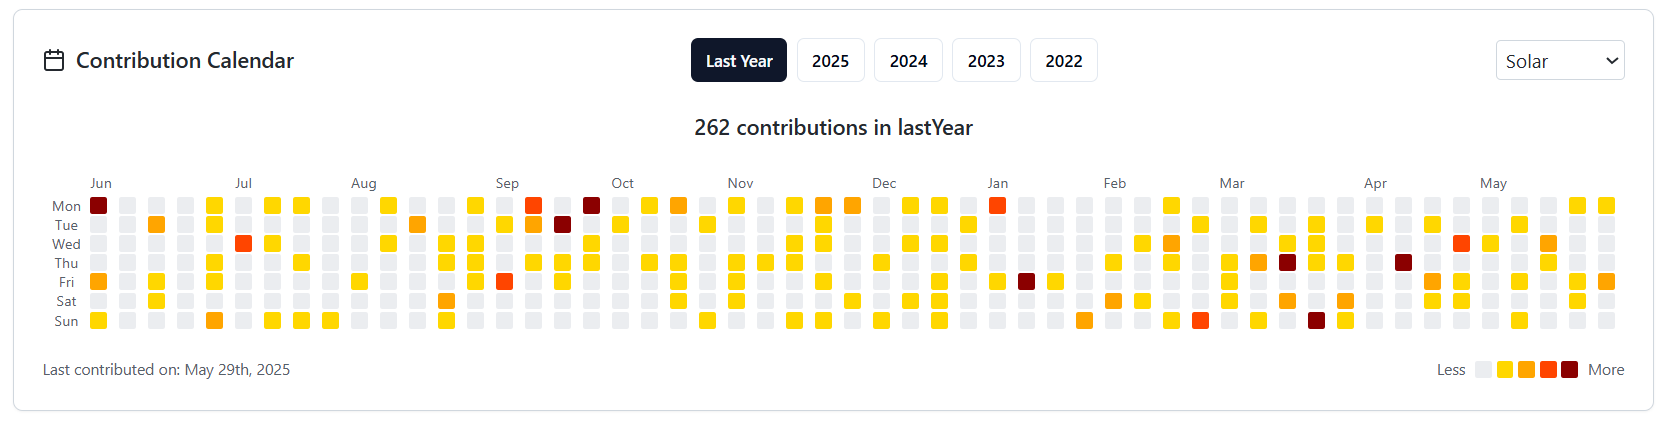 Contribution Calendar
Last Year 2025 2024 2023 2022
Solar
262 contributions in lastYear
Jun Jul Aug Sep Oct Nov Dec Jan Feb Mar Apr May
Mon
Tue
Wed
Thu
Fri
Sat
Sun
Last contributed on: May 29th, 2025
Less More